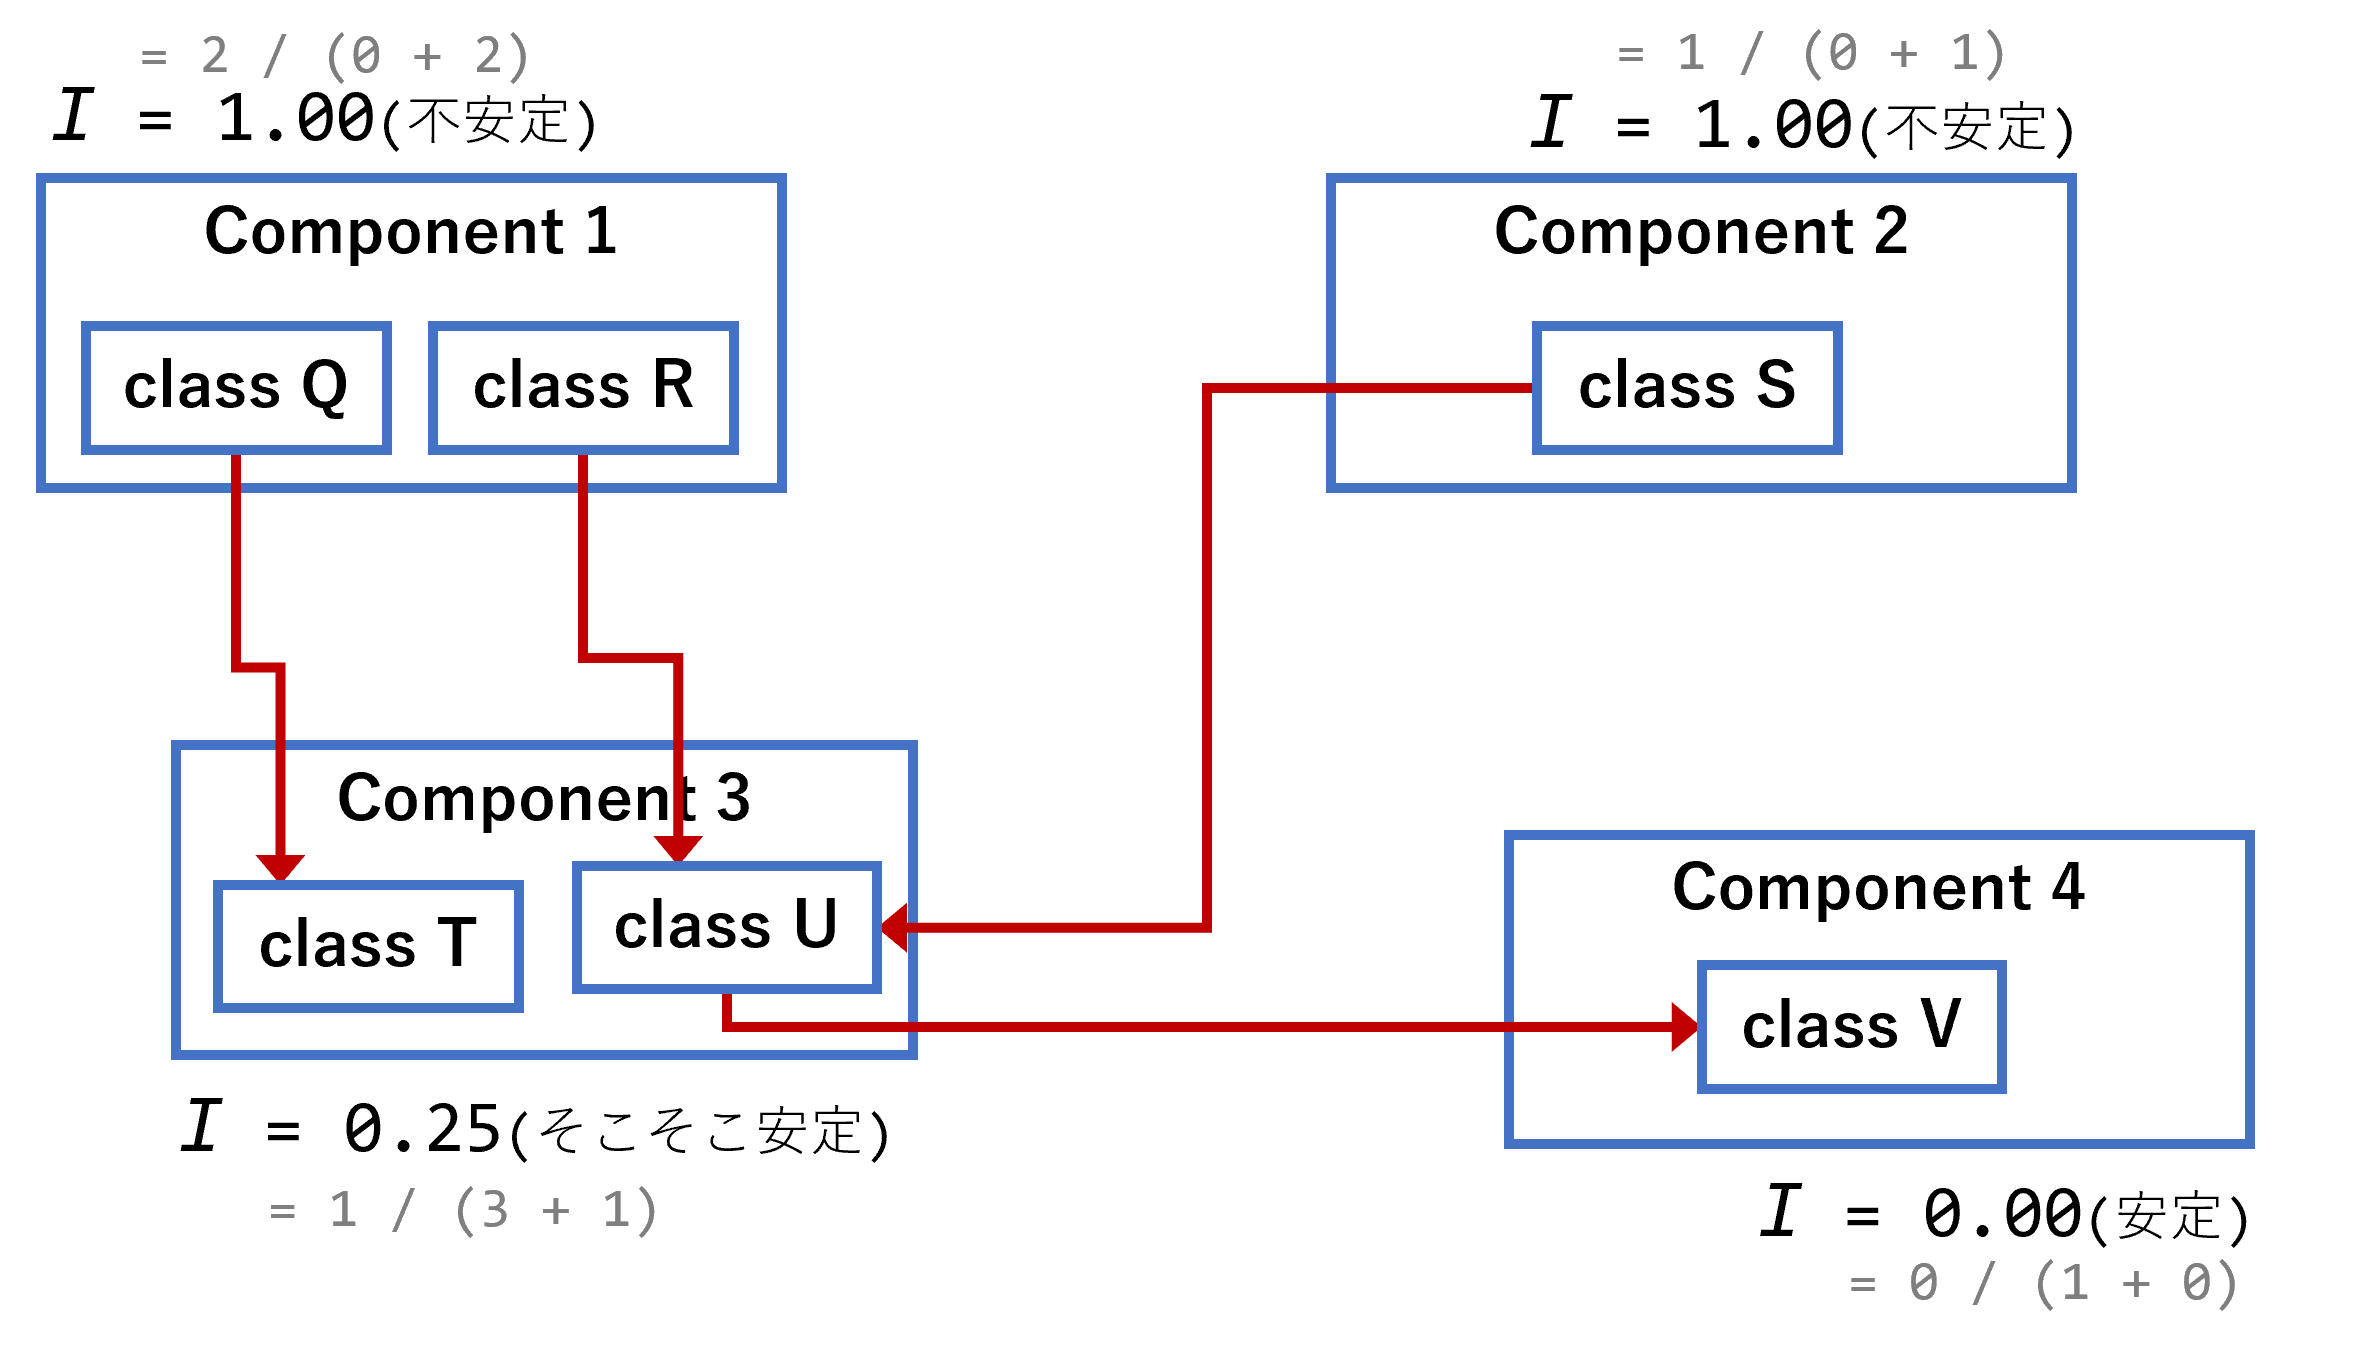 = 2 / (0 + 2)
I = 1.00(不安定)
Component 1
class Q
class R
= 1 / (0 + 1)
I = 1.00(不安定)
Component 2
class S
Component 3
class T
class U
I = 0.25(そこそこ安定)
= 1 / (3 + 1)
Component 4
class V
I = 0.00(安定)
= 0 / (1 + 0)